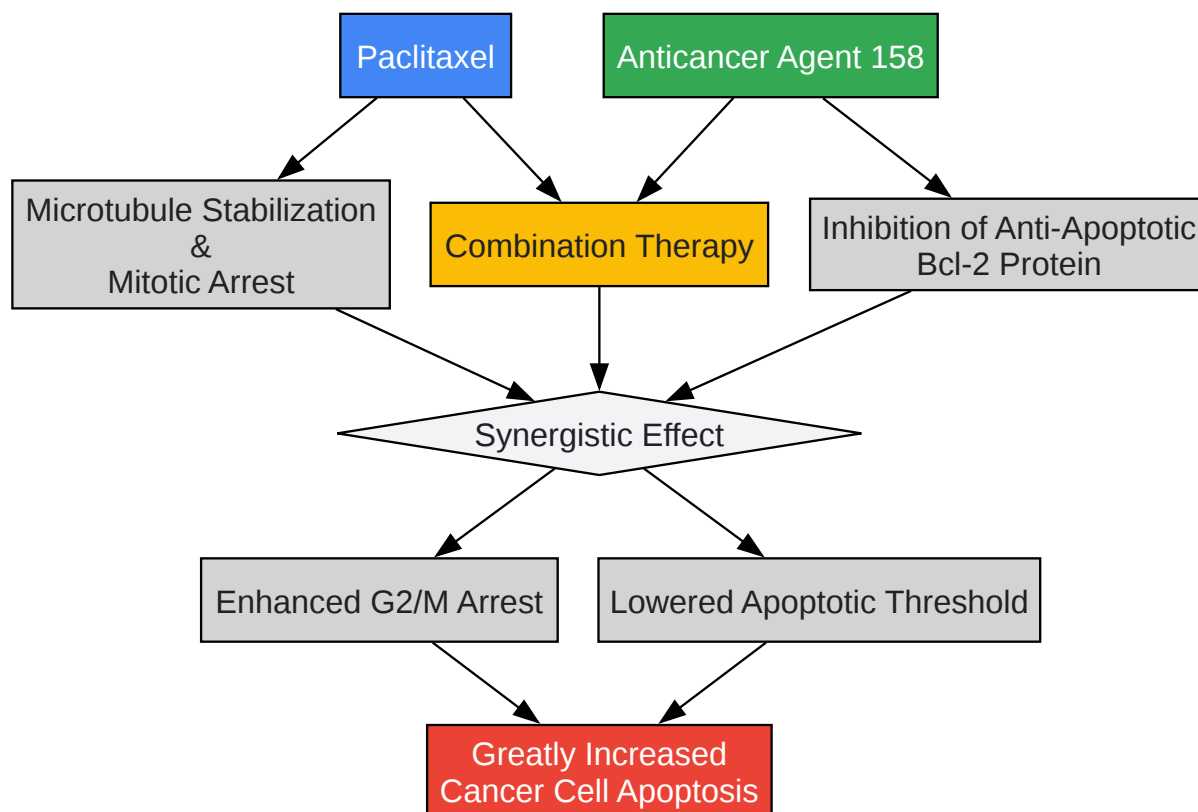 Paclitaxel
Anticancer Agent 158
Microtubule Stabilization
&
Mitotic Arrest
Combination Therapy
Inhibition of Anti-Apoptotic
Bcl-2 Protein
Synergistic Effect
Enhanced G2/M Arrest
Lowered Apoptotic Threshold
Greatly Increased
Cancer Cell Apoptosis